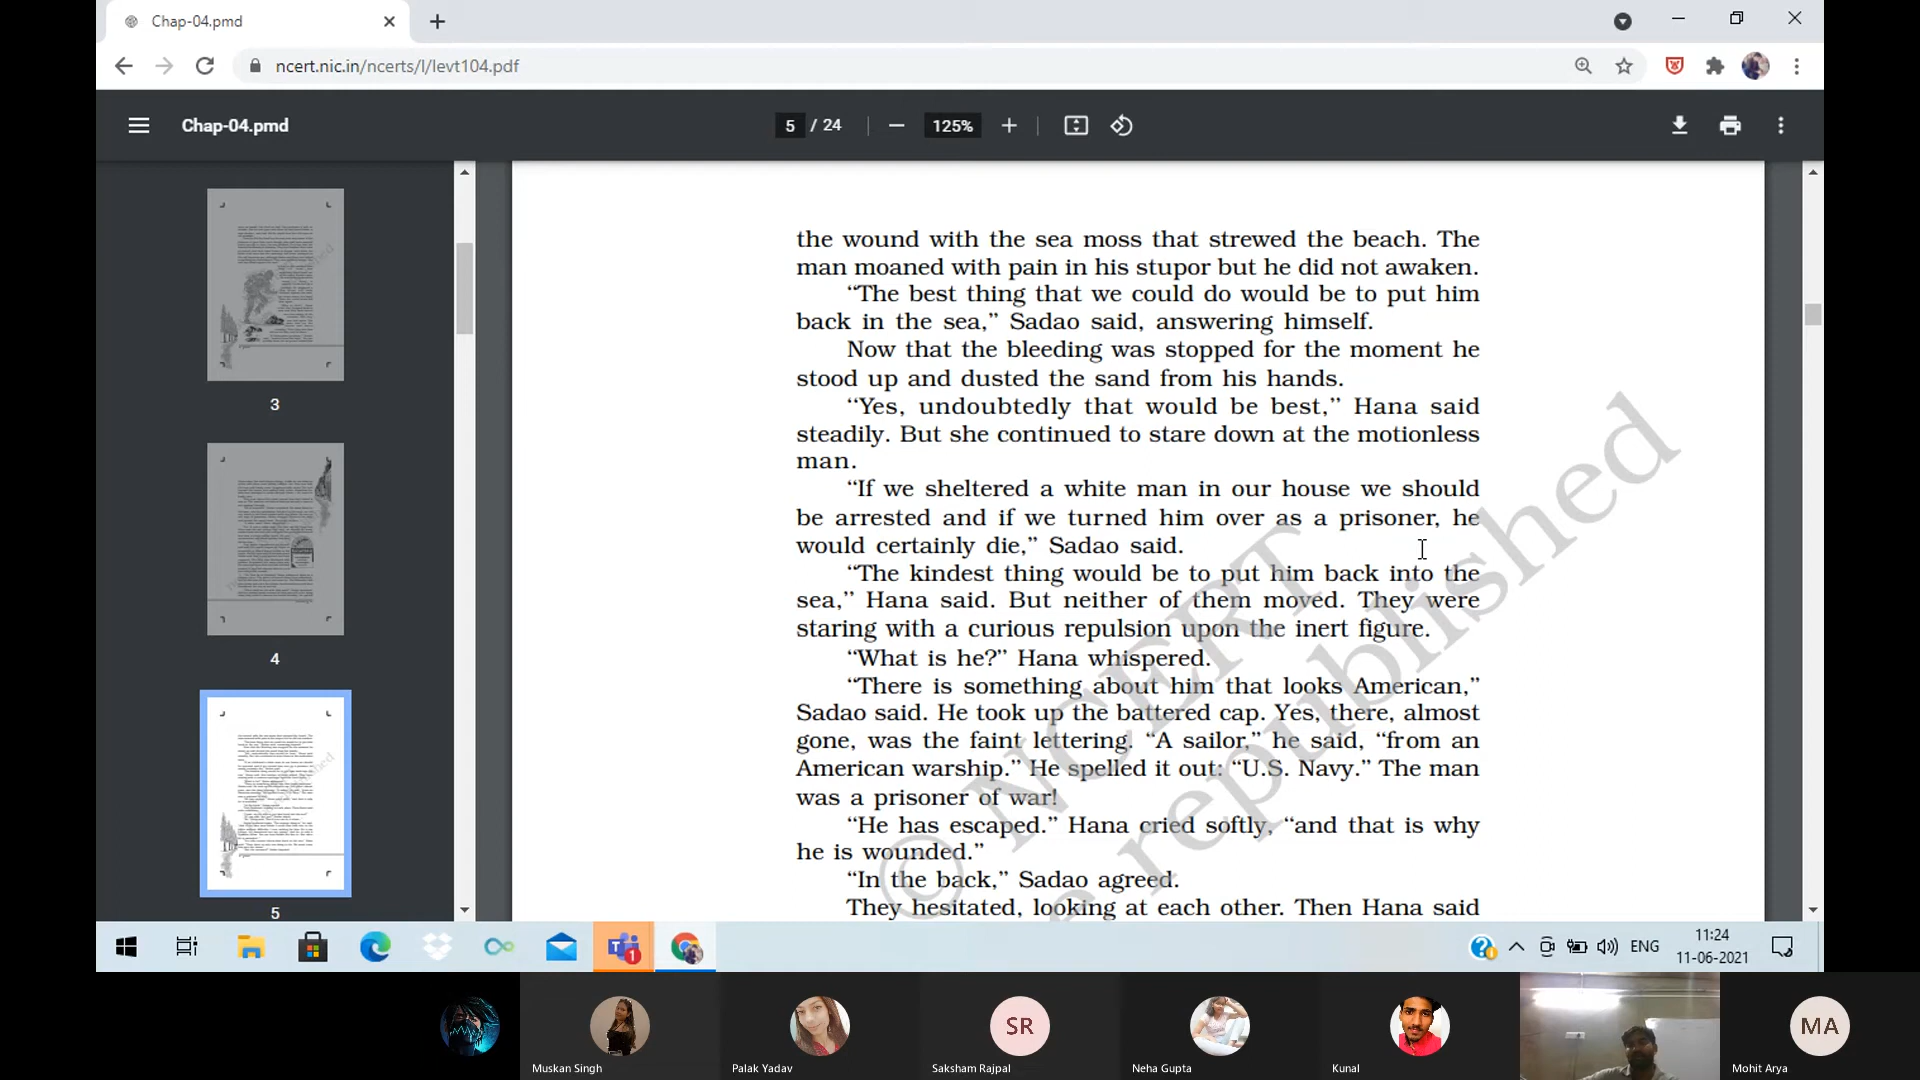 Chap-04.pmd
ncert.nic.in/ncerts/l/levt104.pdf
Chap-04.pmd
5 / 24
125%
3
4
5
the wound with the sea moss that strewed the beach. The
man moaned with pain in his stupor but he did not awaken.
“The best thing that we could do would be to put him
back in the sea,” Sadao said, answering himself.
Now that the bleeding was stopped for the moment he
stood up and dusted the sand from his hands.
“Yes, undoubtedly that would be best,” Hana said
steadily. But she continued to stare down at the motionless
man.
“If we sheltered a white man in our house we should
be arrested and if we turned him over as a prisoner, he
would certainly die,” Sadao said.
“The kindest thing would be to put him back into the
sea,” Hana said. But neither of them moved. They were
staring with a curious repulsion upon the inert figure.
“What is he?” Hana whispered.
“There is something about him that looks American,”
Sadao said. He took up the battered cap. Yes, there, almost
gone, was the faint lettering. “A sailor,” he said, “from an
American warship.” He spelled it out: “U.S. Navy.” The man
was a prisoner of war!
“He has escaped.” Hana cried softly, “and that is why
he is wounded.”
“In the back,” Sadao agreed.
They hesitated, looking at each other. Then Hana said
© NCERT
e republished
1
ENG
11:24
11-06-2021
Muskan Singh
Palak Yadav
SR
Saksham Rajpal
Neha Gupta
Kunal
MA
Mohit Arya